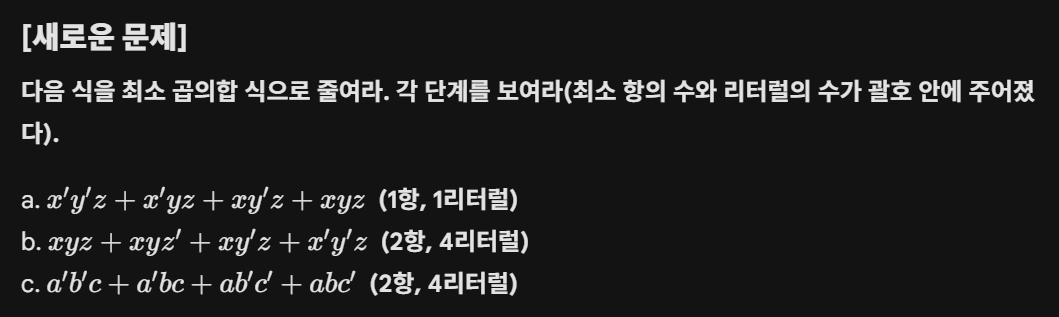 [새로운 문제]
다음 식을 최소 곱의합 식으로 줄여라. 각 단계를 보여라(최소 항의 수와 리터럴의 수가 괄호 안에 주어졌
다).
a. x′y′z + x′yz + xy′z + xyz (1항, 1리터럴)
b. xyz + xyz′ + xy′z + x′y′z (2항, 4리터럴)
c. a′b′c + a′bc + ab′c′ + abc′ (2항, 4리터럴)